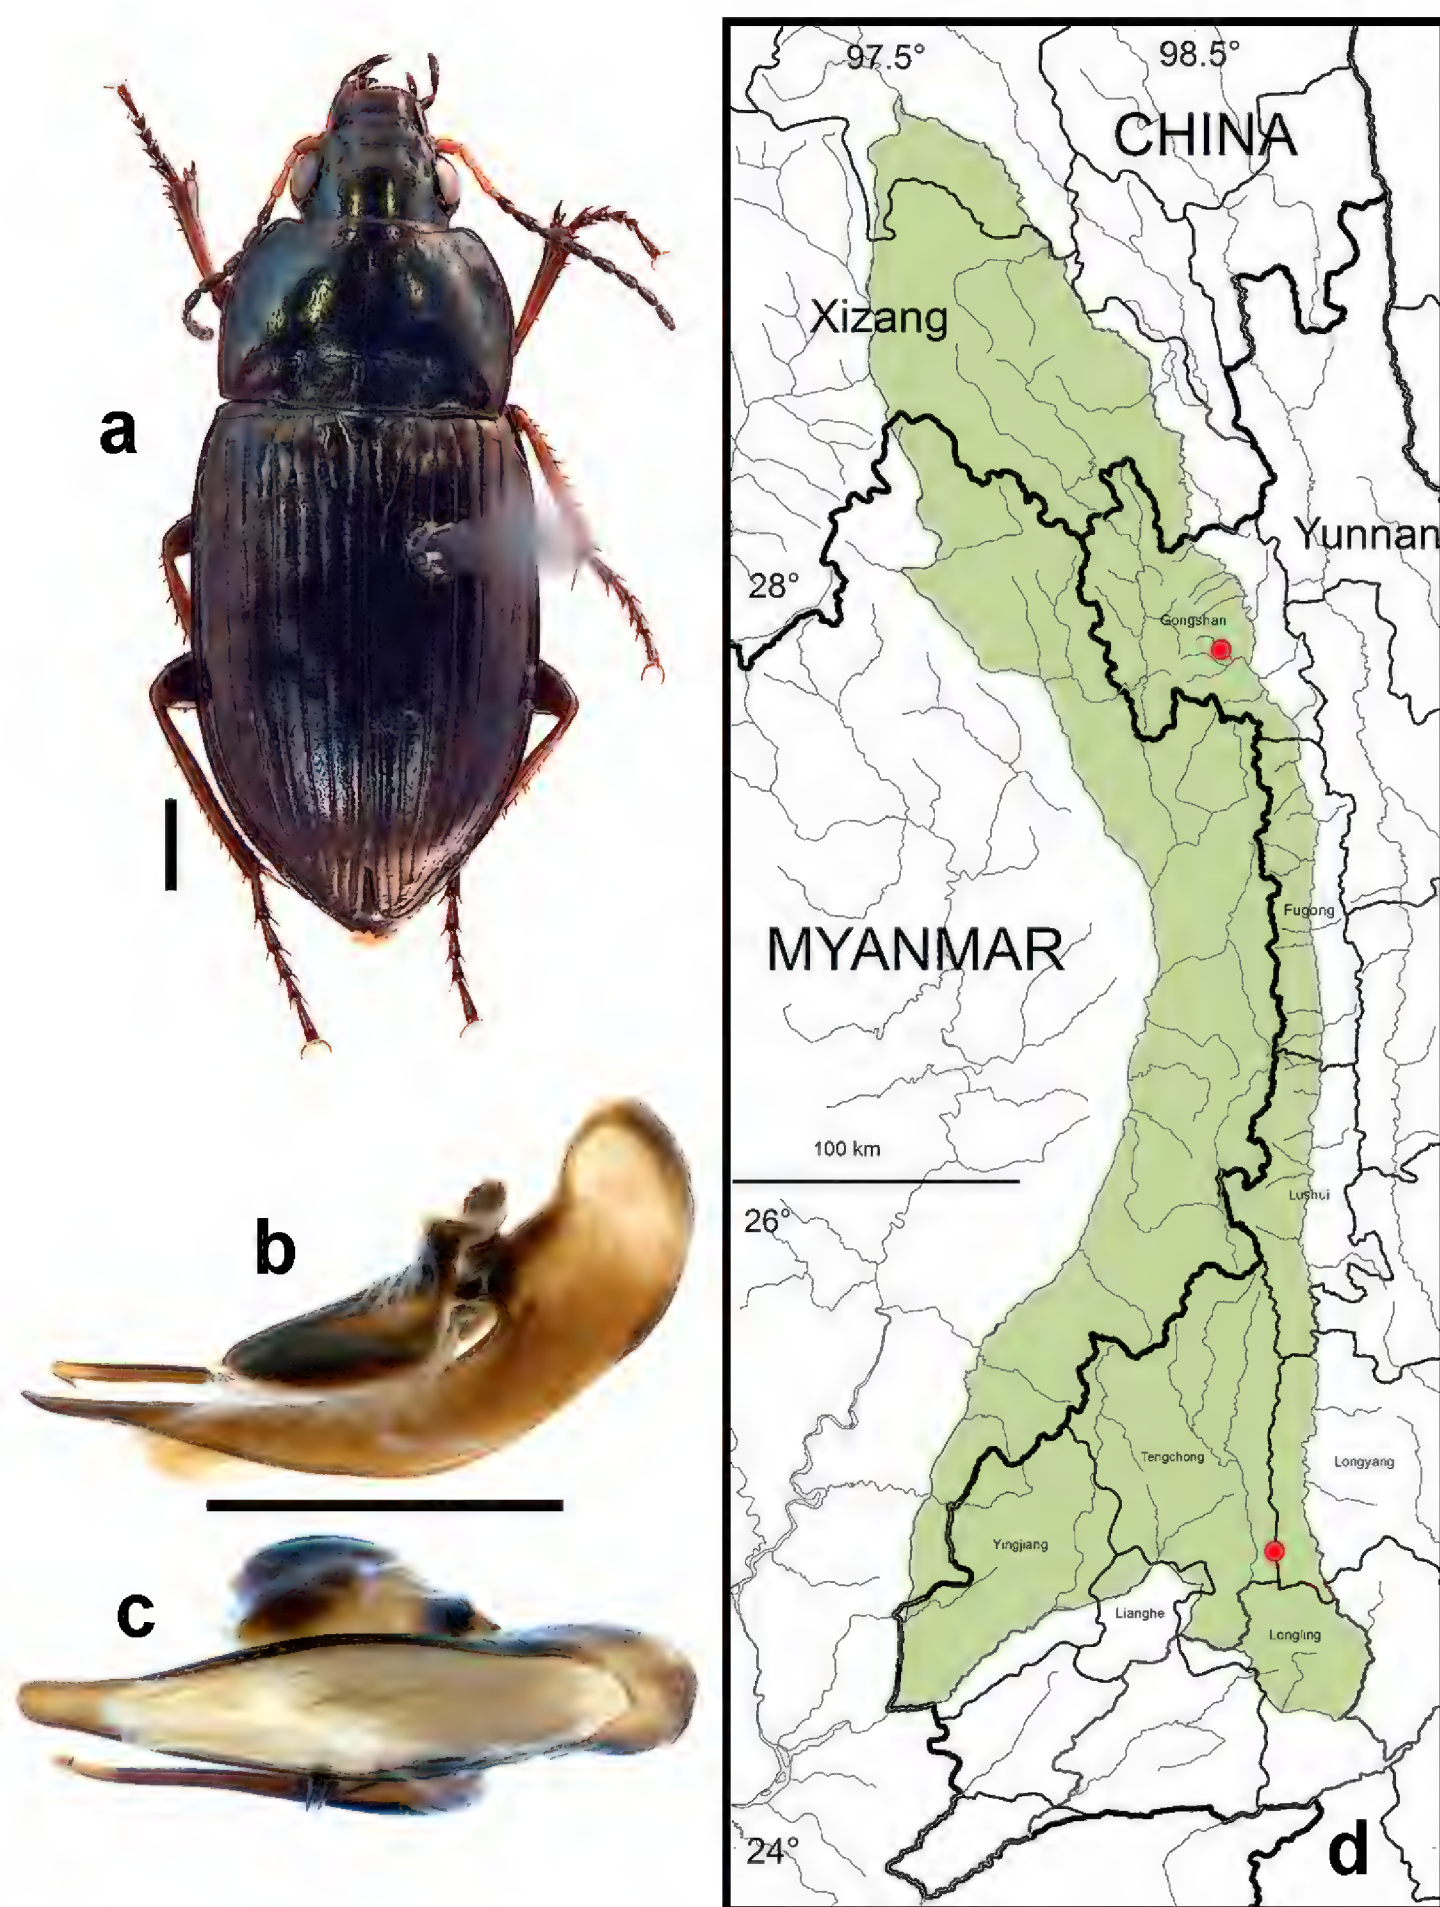 a
b
c
97.5°
98.5°
CHINA
Xizang
Yunnan
28°
Gongshan
Fugong
MYANMAR
100 km
Lushui
26°
Tengchong
Longyang
Yingjiang
Lianghe
Longling
24°
d